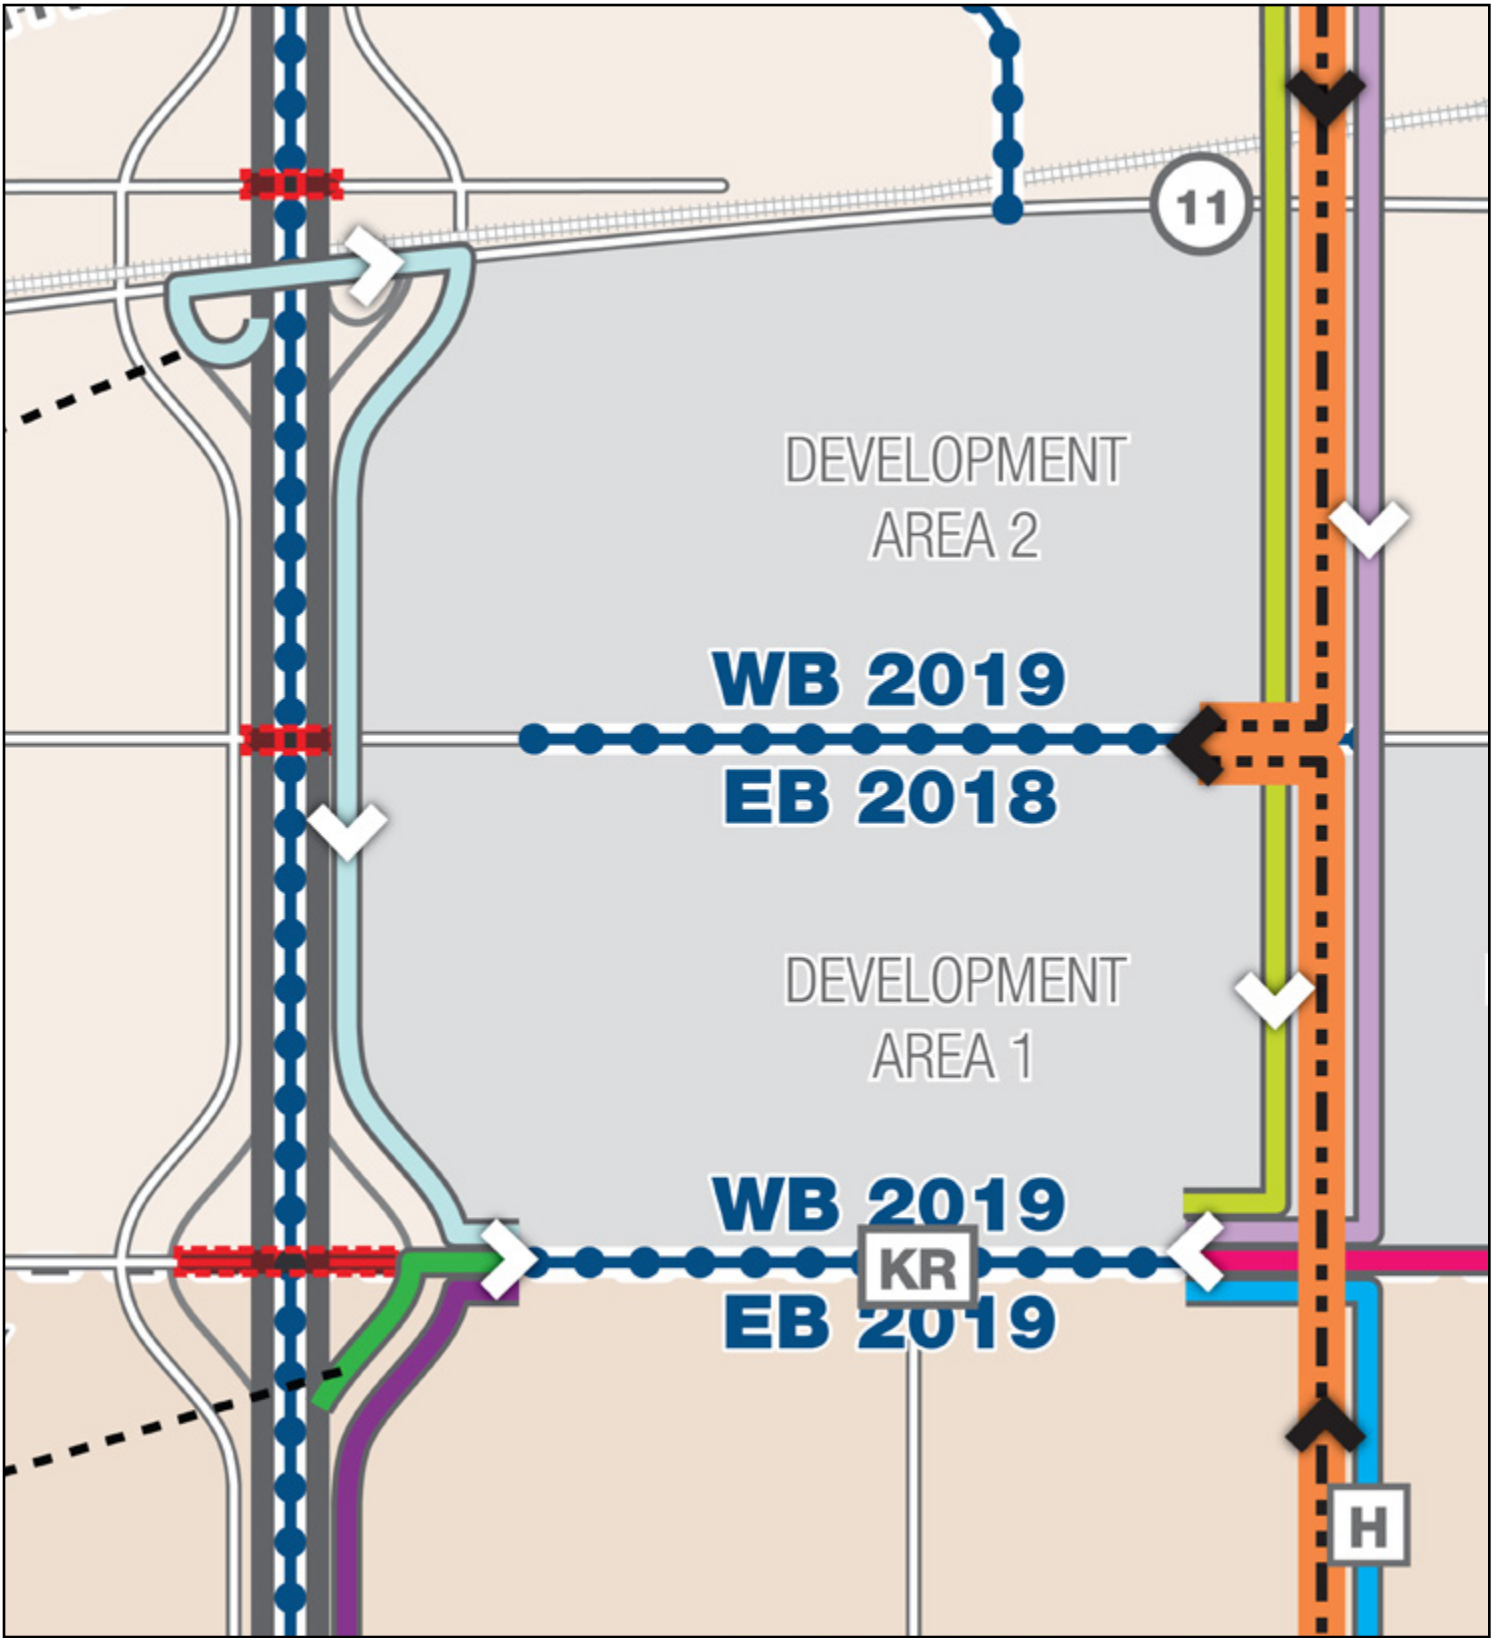 11
DEVELOPMENT
AREA 2
WB 2019
EB 2018
DEVELOPMENT
AREA 1
WB 2019
KR
EB 2019
H